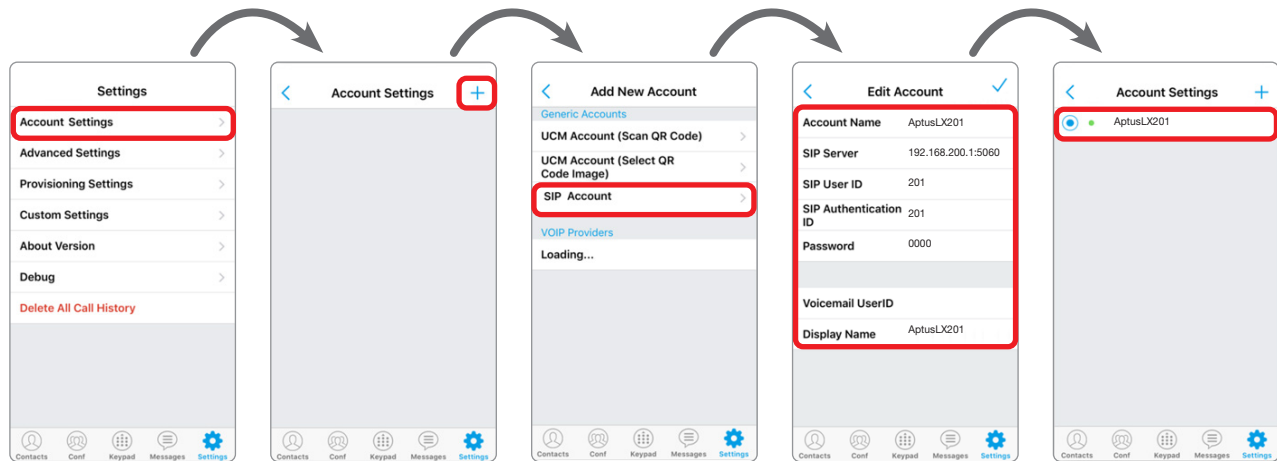 Settings
Account Settings
Advanced Settings
Provisioning Settings
Custom Settings
About Version
Debug
Delete All Call History
Contacts Conf Keypad Messages Settings
Account Settings
Contacts Conf Keypad Messages Settings
Add New Account
Generic Accounts
UCM Account (Scan QR Code)
UCM Account (Select QR
Code Image)
SIP Account
VOIP Providers
Loading...
Contacts Conf Keypad Messages Settings
Edit Account
Account Name AptusLX201
SIP Server 192.168.200.1:5060
SIP User ID 201
SIP Authentication 201
ID
Password 0000
Voicemail UserID
Display Name AptusLX201
Contacts Conf Keypad Messages Settings
Account Settings
AptusLX201
Contacts Conf Keypad Messages Settings